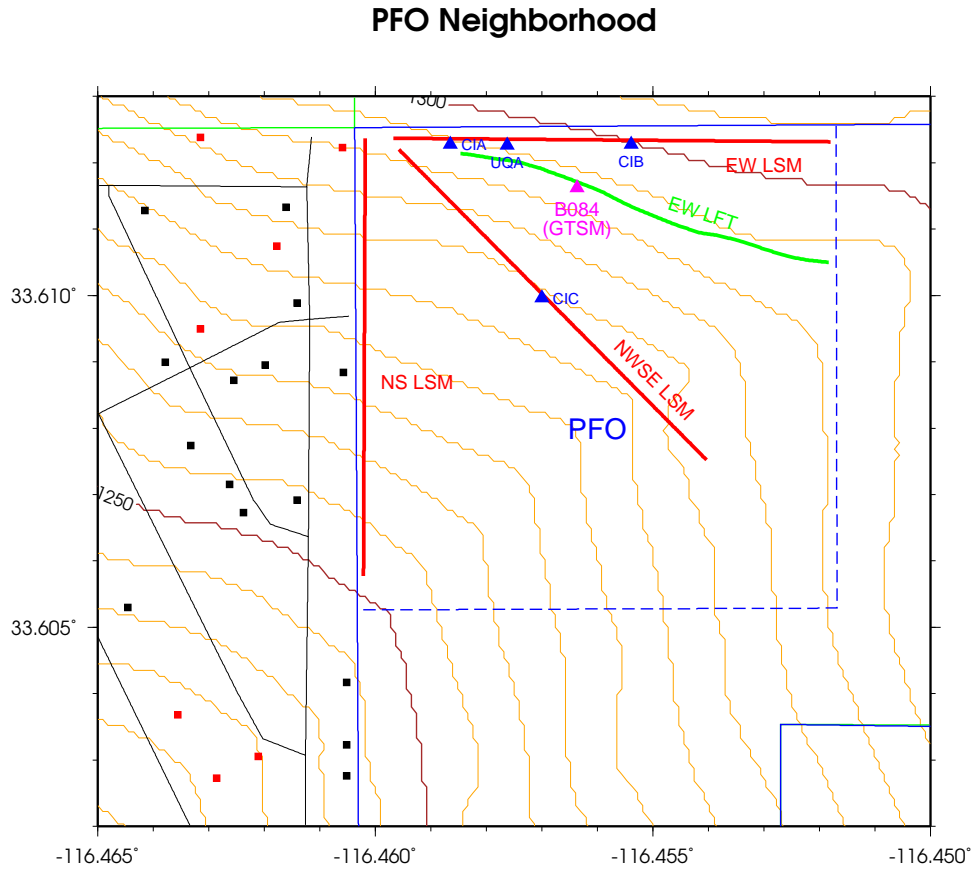 PFO Neighborhood
1300
CIA
UQA
CIB
EW LSM
B084
(GTSM)
EW LFT
33.610°
CIC
NS LSM
NWSE LSM
PFO
1250
33.605°
-116.465°
-116.460°
-116.455°
-116.450°